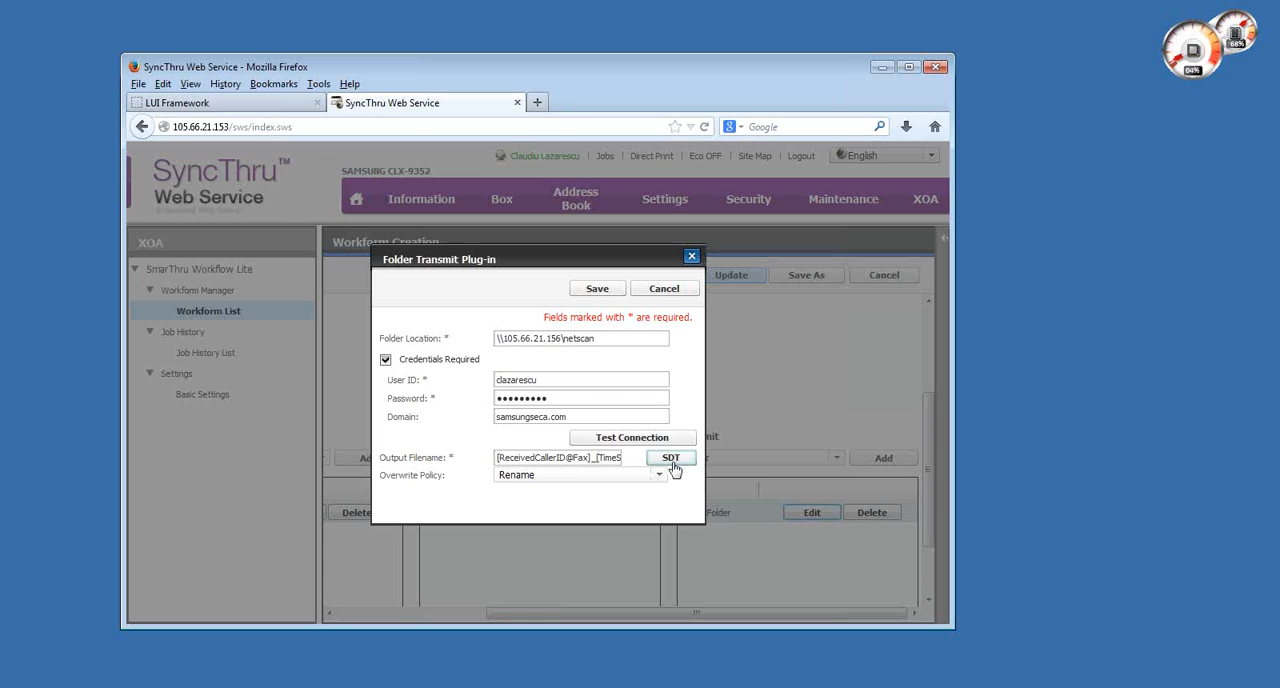 SyncThru Web Service - Mozilla Firefox
File Edit View History Bookmarks Tools Help
LUI Framework × SyncThru Web Service × +
105.66.21.153/sws/index.sws Google
SyncThru™
Web Service
Claudiu Lazarescu | Jobs | Direct Print | Eco OFF | Site Map | Logout English
SAMSUNG CLX-9352
Information Box Address Book Settings Security Maintenance XOA
XOA
SmarThru Workflow Lite
Workform Manager
Workform List
Job History
Job History List
Settings
Basic Settings
Workform Creation
Update Save As Cancel
Folder Transmit Plug-in
Save Cancel
Fields marked with * are required.
Folder Location: * \\105.66.21.156\netscan
Credentials Required
User ID: * clazarescu
Password: * •••••••••
Domain: samsungseca.com
Test Connection
Output Filename: * [ReceivedCallerID@Fax]_[TimeS SDT
Overwrite Policy: Rename
Add
Delete Folder Edit Delete
04%
68%